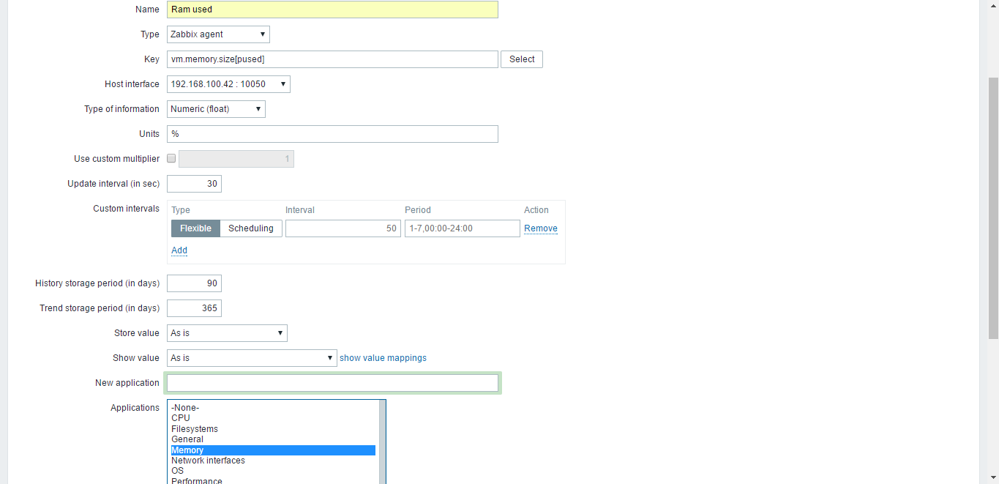 Name Ram used
Type Zabbix agent
Key vm.memory.size[pused] Select
Host interface 192.168.100.42 : 10050
Type of information Numeric (float)
Units %
Use custom multiplier 1
Update interval (in sec) 30
Custom intervals Type Interval Period Action
Flexible Scheduling 50 1-7,00:00-24:00 Remove
Add
History storage period (in days) 90
Trend storage period (in days) 365
Store value As is
Show value As is show value mappings
New application
Applications -None-
CPU
Filesystems
General
Memory
Network interfaces
OS
Performance